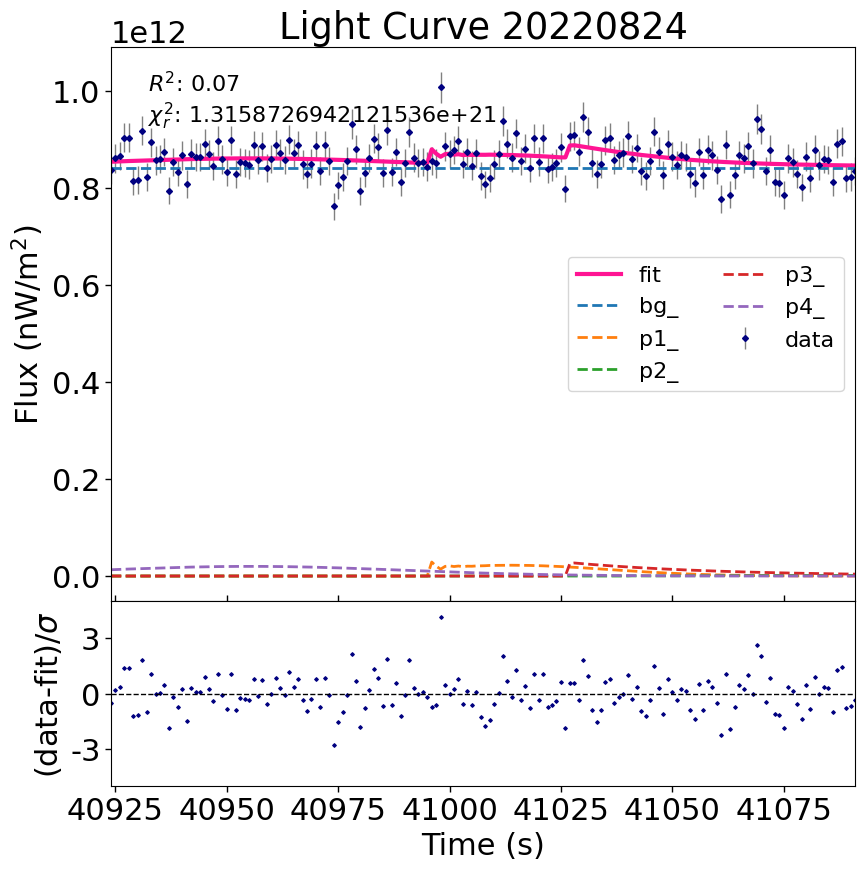 Light Curve 20220824
1e12
R²: 0.07
χ²ᵣ: 1.3158726942121536e+21
1.0
0.8
0.6
0.4
0.2
0.0
Flux (nW/m²)
fit
bg_
p1_
p2_
p3_
p4_
data
3
0
-3
(data-fit)/σ
40925
40950
40975
41000
41025
41050
41075
Time (s)